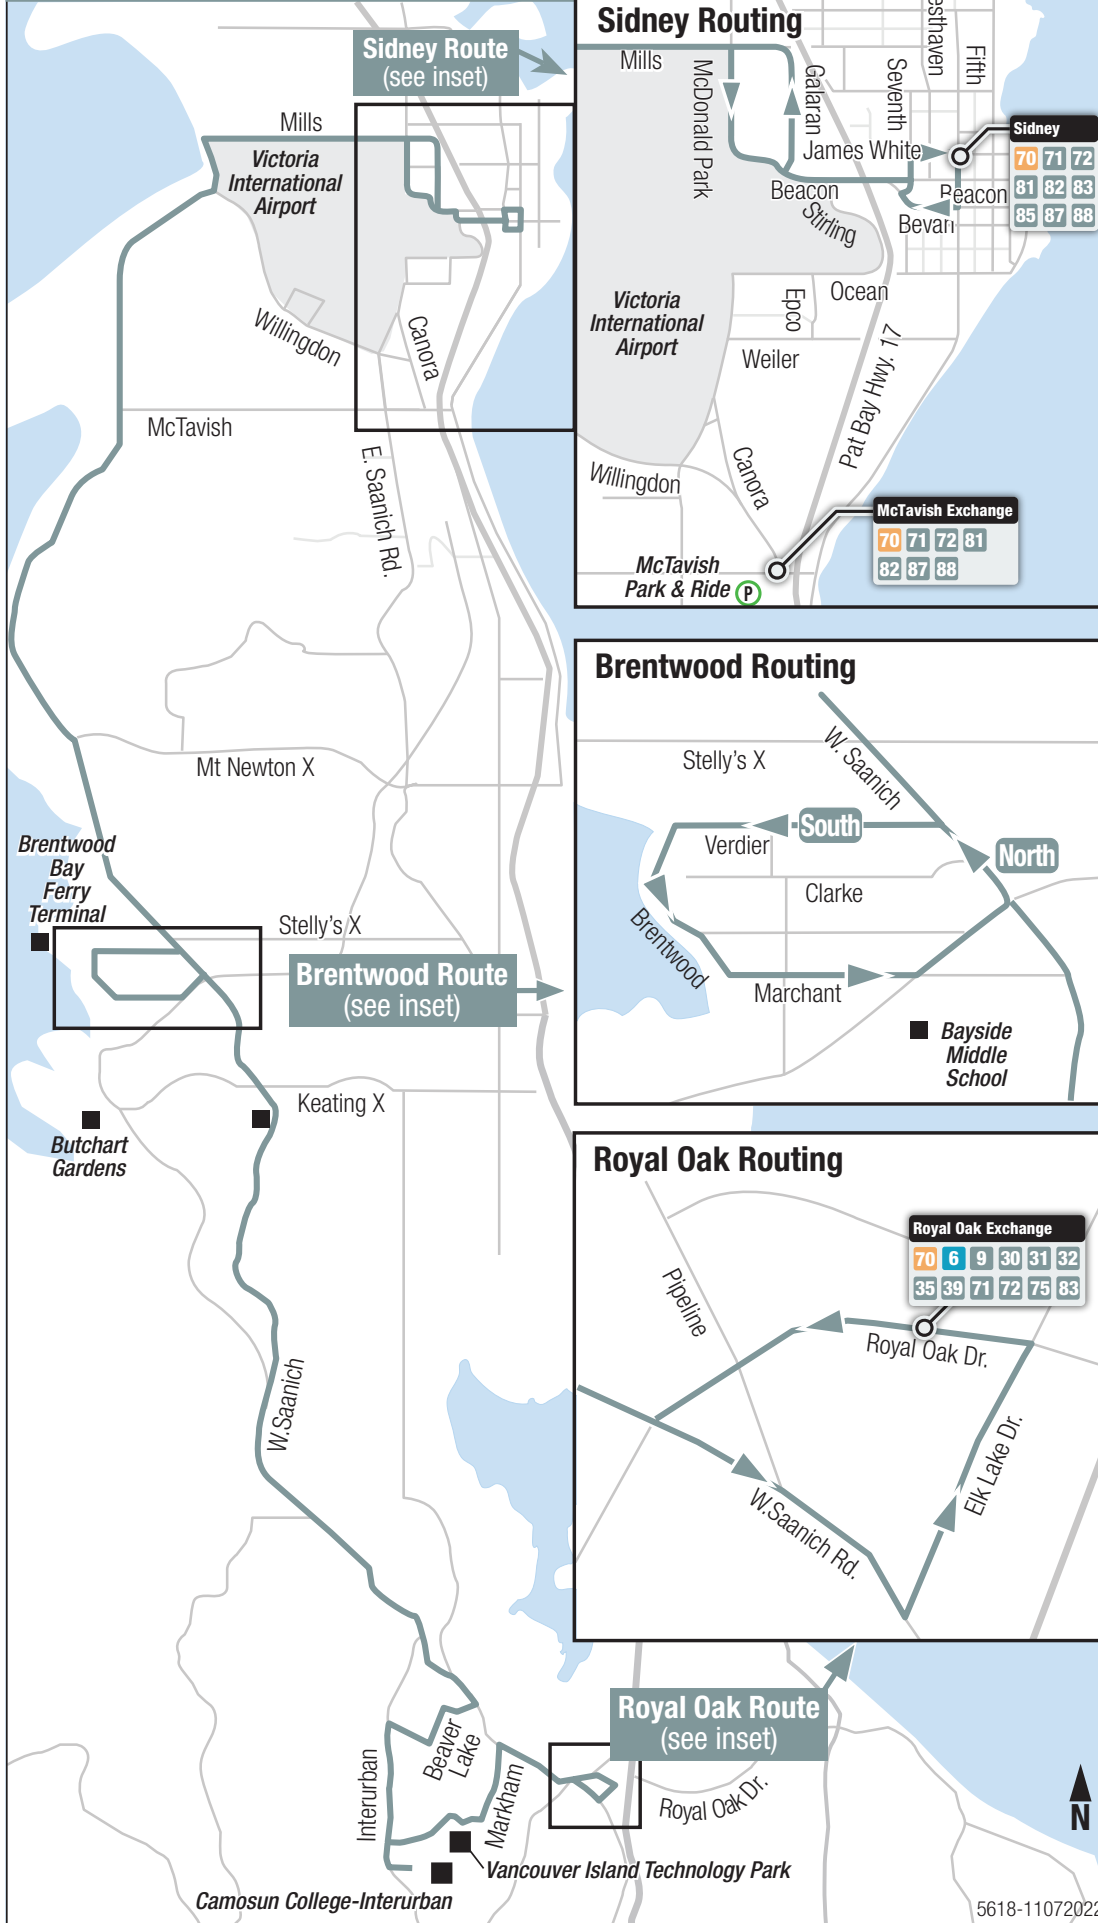 Sidney Route
(see inset)
Mills
Victoria
International
Airport
Willingdon
Canora
McTavish
E. Saanich Rd.
Mt Newton X
Brentwood
Bay
Ferry
Terminal
Stelly's X
Brentwood Route
(see inset)
Keating X
Butchart
Gardens
W.Saanich
Beaver
Lake
Interurban
Markham
Royal Oak Route
(see inset)
Royal Oak Dr.
Vancouver Island Technology Park
Camosun College-Interurban
Sidney Routing
Mills
McDonald Park
Galaran
Seventh
esthaven
Fifth
James White
Sidney
70 71 72
81 82 83
85 87 88
Beacon
Beacon
Stirling
Bevan
Victoria
International
Airport
Epco
Ocean
Weiler
Pat Bay Hwy. 17
Willingdon
Canora
McTavish Exchange
70 71 72 81
82 87 88
McTavish
Park & Ride P
Brentwood Routing
Stelly's X
W. Saanich
South
Verdier
North
Clarke
Brentwood
Marchant
Bayside
Middle
School
Royal Oak Routing
Royal Oak Exchange
70 6 9 30 31 32
35 39 71 72 75 83
Pipeline
Royal Oak Dr.
Elk Lake Dr.
W.Saanich Rd.
N
5618-11072022